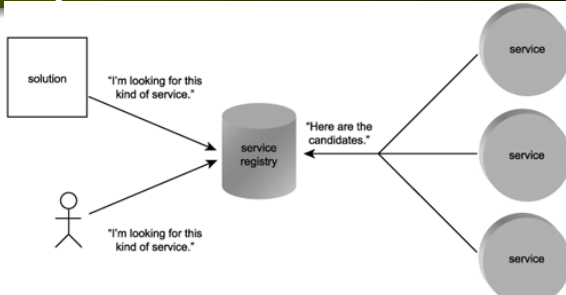 solution
"I'm looking for this
kind of service."
service
registry
"Here are the
candidates."
service
service
service
"I'm looking for this
kind of service."